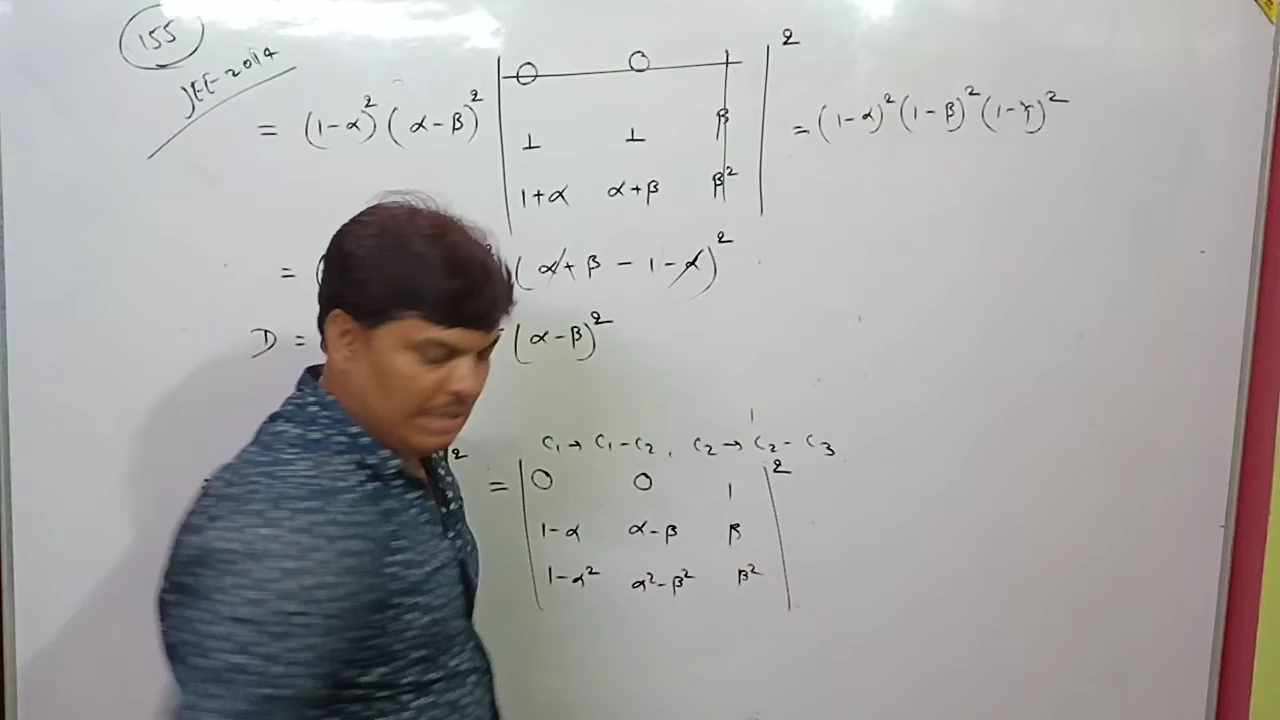 155
JEE-2014
= (1-α)² (α-β)² | 0 0 1 |² = (1-α)² (1-β)² (1-γ)²
1 1 β
1+α α+β β²
= ( (α+β-1-α)²
D = (α-β)²
C₁→C₁-C₂, C₂→C₂-C₃
² = | 0 0 1 |²
1-α α-β β
1-α² α²-β² β²